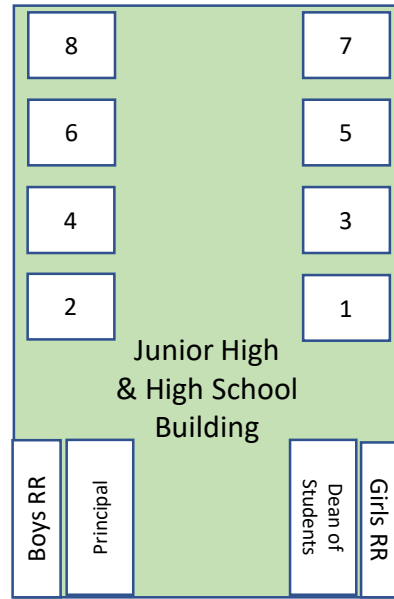 8
7
6
5
4
3
2
1
Junior High
& High School
Building
Boys RR
Principal
Dean of
Students
Girls RR